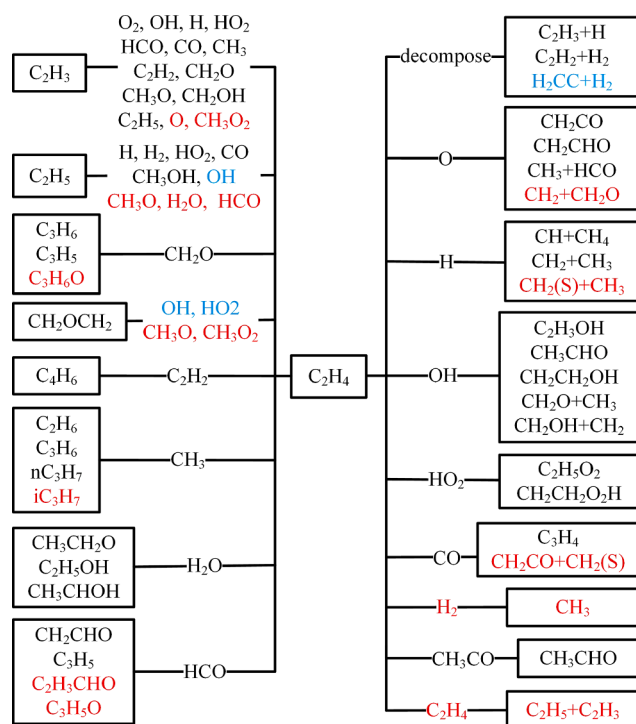 O₂, OH, H, HO₂
HCO, CO, CH₃
C₂H₃
C₂H₂, CH₂O
CH₃O, CH₂OH
C₂H₅, O, CH₃O₂
H, H₂, HO₂, CO
C₂H₅
CH₃OH, OH
CH₃O, H₂O, HCO
C₃H₆
C₃H₅
C₃H₆O
CH₂O
CH₂OCH₂
OH, HO2
CH₃O, CH₃O₂
C₄H₆
C₂H₂
C₂H₆
C₃H₆
nC₃H₇
iC₃H₇
CH₃
CH₃CH₂O
C₂H₅OH
CH₃CHOH
H₂O
CH₂CHO
C₃H₅
C₂H₃CHO
C₃H₅O
HCO
C₂H₄
decompose
C₂H₃+H
C₂H₂+H₂
H₂CC+H₂
O
CH₂CO
CH₂CHO
CH₃+HCO
CH₂+CH₂O
H
CH+CH₄
CH₂+CH₃
CH₂(S)+CH₃
OH
C₂H₃OH
CH₃CHO
CH₂CH₂OH
CH₂O+CH₃
CH₂OH+CH₂
HO₂
C₂H₅O₂
CH₂CH₂O₂H
CO
C₃H₄
CH₂CO+CH₂(S)
H₂
CH₃
CH₃CO
CH₃CHO
C₂H₄
C₂H₅+C₂H₃